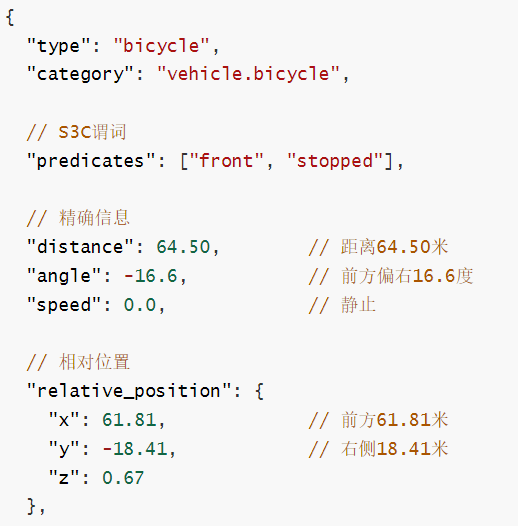 {
  "type": "bicycle",
  "category": "vehicle.bicycle",
  // S3C谓词
  "predicates": ["front", "stopped"],
  // 精确信息
  "distance": 64.50,        // 距离64.50米
  "angle": -16.6,           // 前方偏右16.6度
  "speed": 0.0,             // 静止
  // 相对位置
  "relative_position": {
    "x": 61.81,             // 前方61.81米
    "y": -18.41,            // 右侧18.41米
    "z": 0.67
  },